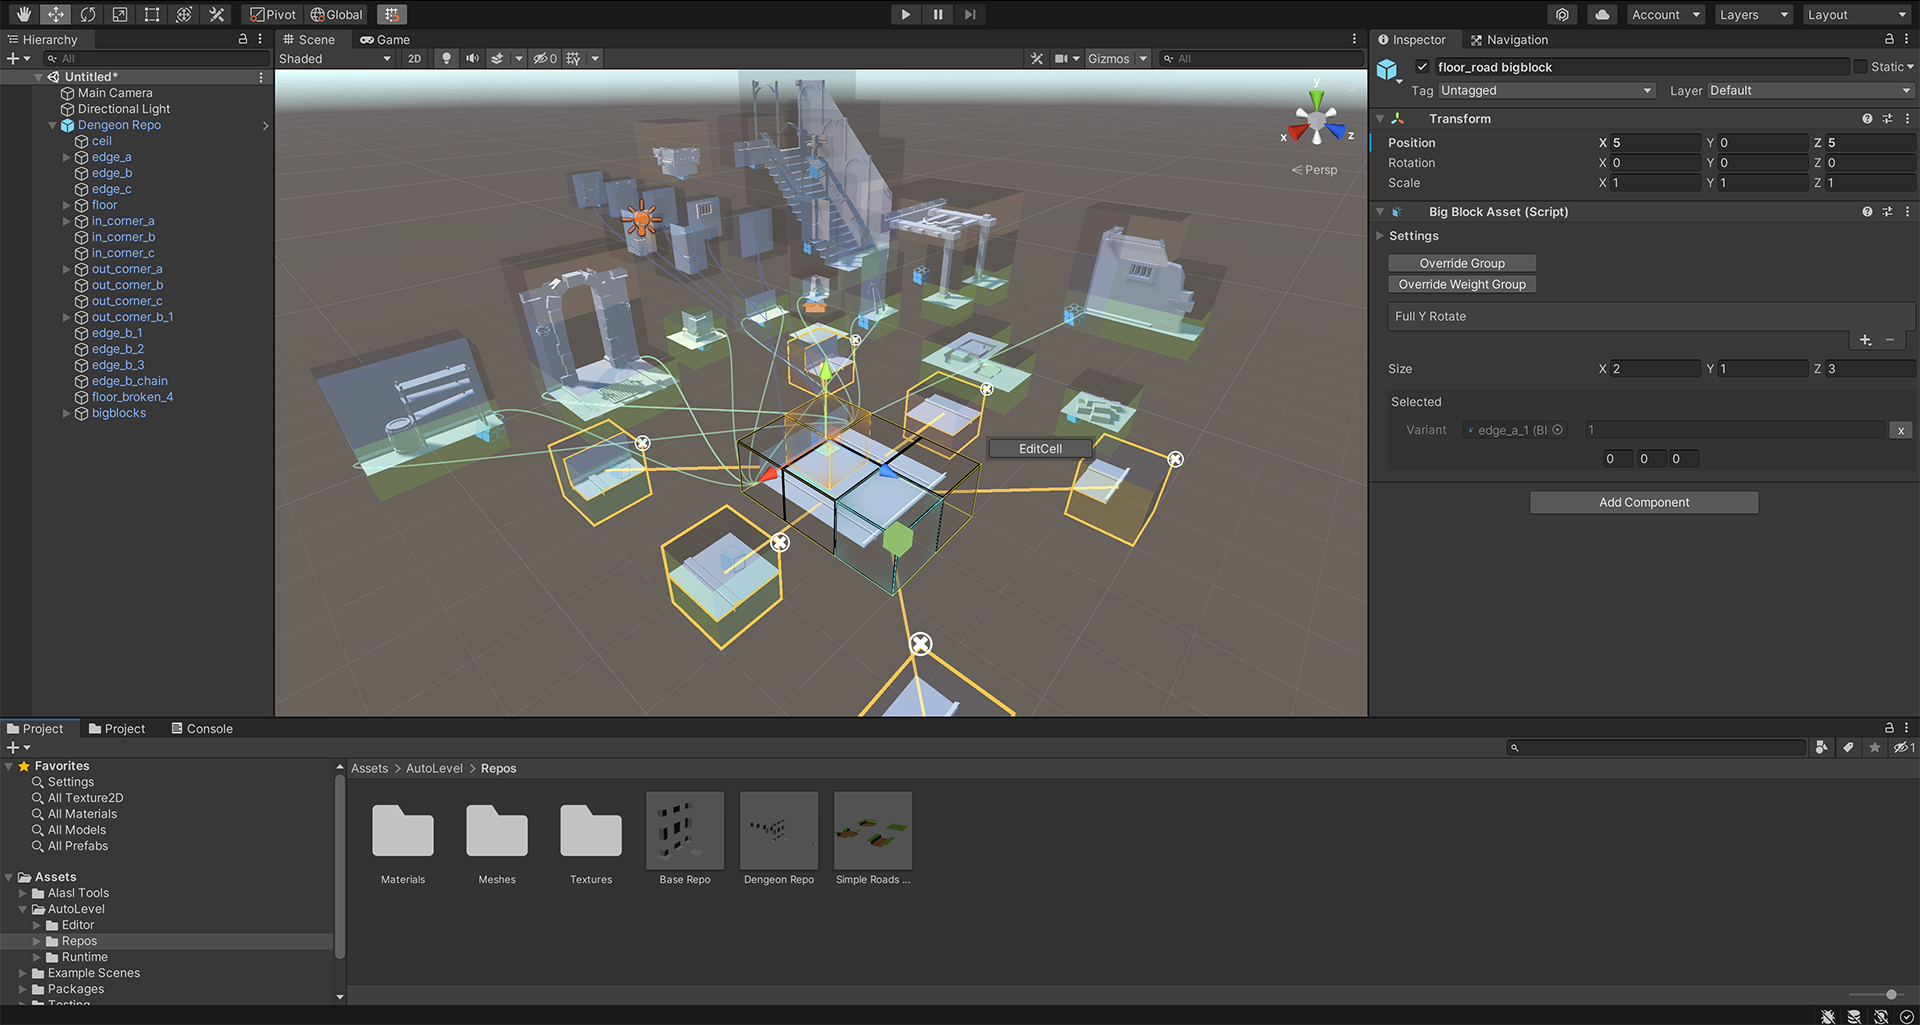 Pivot
Global
Account
Layers
Layout
Hierarchy
All
Untitled*
Main Camera
Directional Light
Dengeon Repo
ceil
edge_a
edge_b
edge_c
floor
in_corner_a
in_corner_b
in_corner_c
out_corner_a
out_corner_b
out_corner_c
out_corner_b_1
edge_b_1
edge_b_2
edge_b_3
edge_b_chain
floor_broken_4
bigblocks
Scene
Game
Shaded
2D
0
Gizmos
All
y
x
z
Persp
EditCell
Inspector
Navigation
floor_road bigblock
Static
Tag Untagged
Layer Default
Transform
Position X 5 Y 0 Z 5
Rotation X 0 Y 0 Z 0
Scale X 1 Y 1 Z 1
Big Block Asset (Script)
Settings
Override Group
Override Weight Group
Full Y Rotate
Size X 2 Y 1 Z 3
Selected
Variant edge_a_1 (Bl 1 x
0 0 0
Add Component
Project
Project
Console
1
Favorites
Settings
All Texture2D
All Materials
All Models
All Prefabs
Assets
Alasl Tools
AutoLevel
Editor
Repos
Runtime
Example Scenes
Packages
Testing
Assets > AutoLevel > Repos
Materials
Meshes
Textures
Base Repo
Dengeon Repo
Simple Roads ...